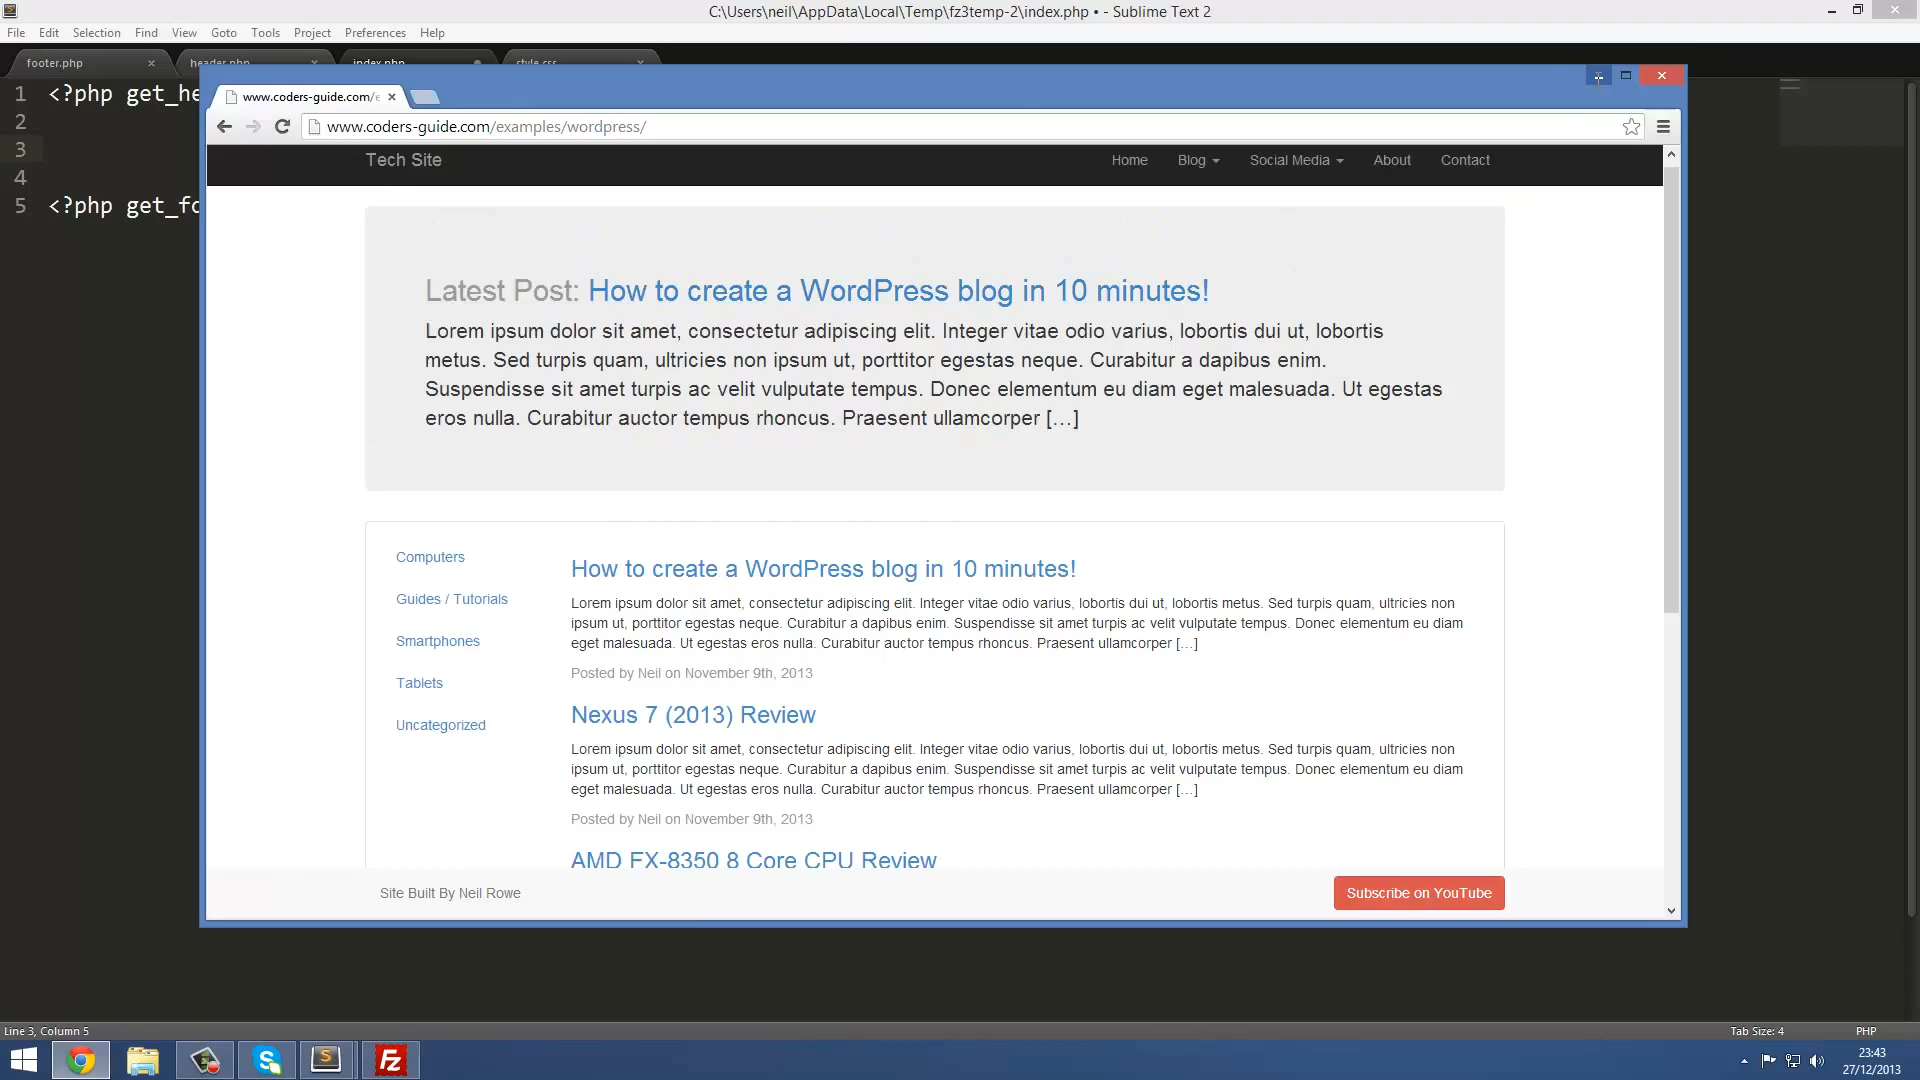 C:\Users\neil\AppData\Local\Temp\fz3temp-2\index.php • - Sublime Text 2
File Edit Selection Find View Goto Tools Project Preferences Help
footer.php header.php index.php style.css
1 <?php get_he
2
3
4
5 <?php get_fo
www.coders-guide.com/e
www.coders-guide.com/examples/wordpress/
Tech Site Home Blog Social Media About Contact
Latest Post: How to create a WordPress blog in 10 minutes!
Lorem ipsum dolor sit amet, consectetur adipiscing elit. Integer vitae odio varius, lobortis dui ut, lobortis
metus. Sed turpis quam, ultricies non ipsum ut, porttitor egestas neque. Curabitur a dapibus enim.
Suspendisse sit amet turpis ac velit vulputate tempus. Donec elementum eu diam eget malesuada. Ut egestas
eros nulla. Curabitur auctor tempus rhoncus. Praesent ullamcorper [...]
Computers
Guides / Tutorials
Smartphones
Tablets
Uncategorized
How to create a WordPress blog in 10 minutes!
Lorem ipsum dolor sit amet, consectetur adipiscing elit. Integer vitae odio varius, lobortis dui ut, lobortis metus. Sed turpis quam, ultricies non
ipsum ut, porttitor egestas neque. Curabitur a dapibus enim. Suspendisse sit amet turpis ac velit vulputate tempus. Donec elementum eu diam
eget malesuada. Ut egestas eros nulla. Curabitur auctor tempus rhoncus. Praesent ullamcorper [...]
Posted by Neil on November 9th, 2013
Nexus 7 (2013) Review
Lorem ipsum dolor sit amet, consectetur adipiscing elit. Integer vitae odio varius, lobortis dui ut, lobortis metus. Sed turpis quam, ultricies non
ipsum ut, porttitor egestas neque. Curabitur a dapibus enim. Suspendisse sit amet turpis ac velit vulputate tempus. Donec elementum eu diam
eget malesuada. Ut egestas eros nulla. Curabitur auctor tempus rhoncus. Praesent ullamcorper [...]
Posted by Neil on November 9th, 2013
AMD FX-8350 8 Core CPU Review
Site Built By Neil Rowe Subscribe on YouTube
Line 3, Column 5 Tab Size: 4 PHP
23:43
27/12/2013